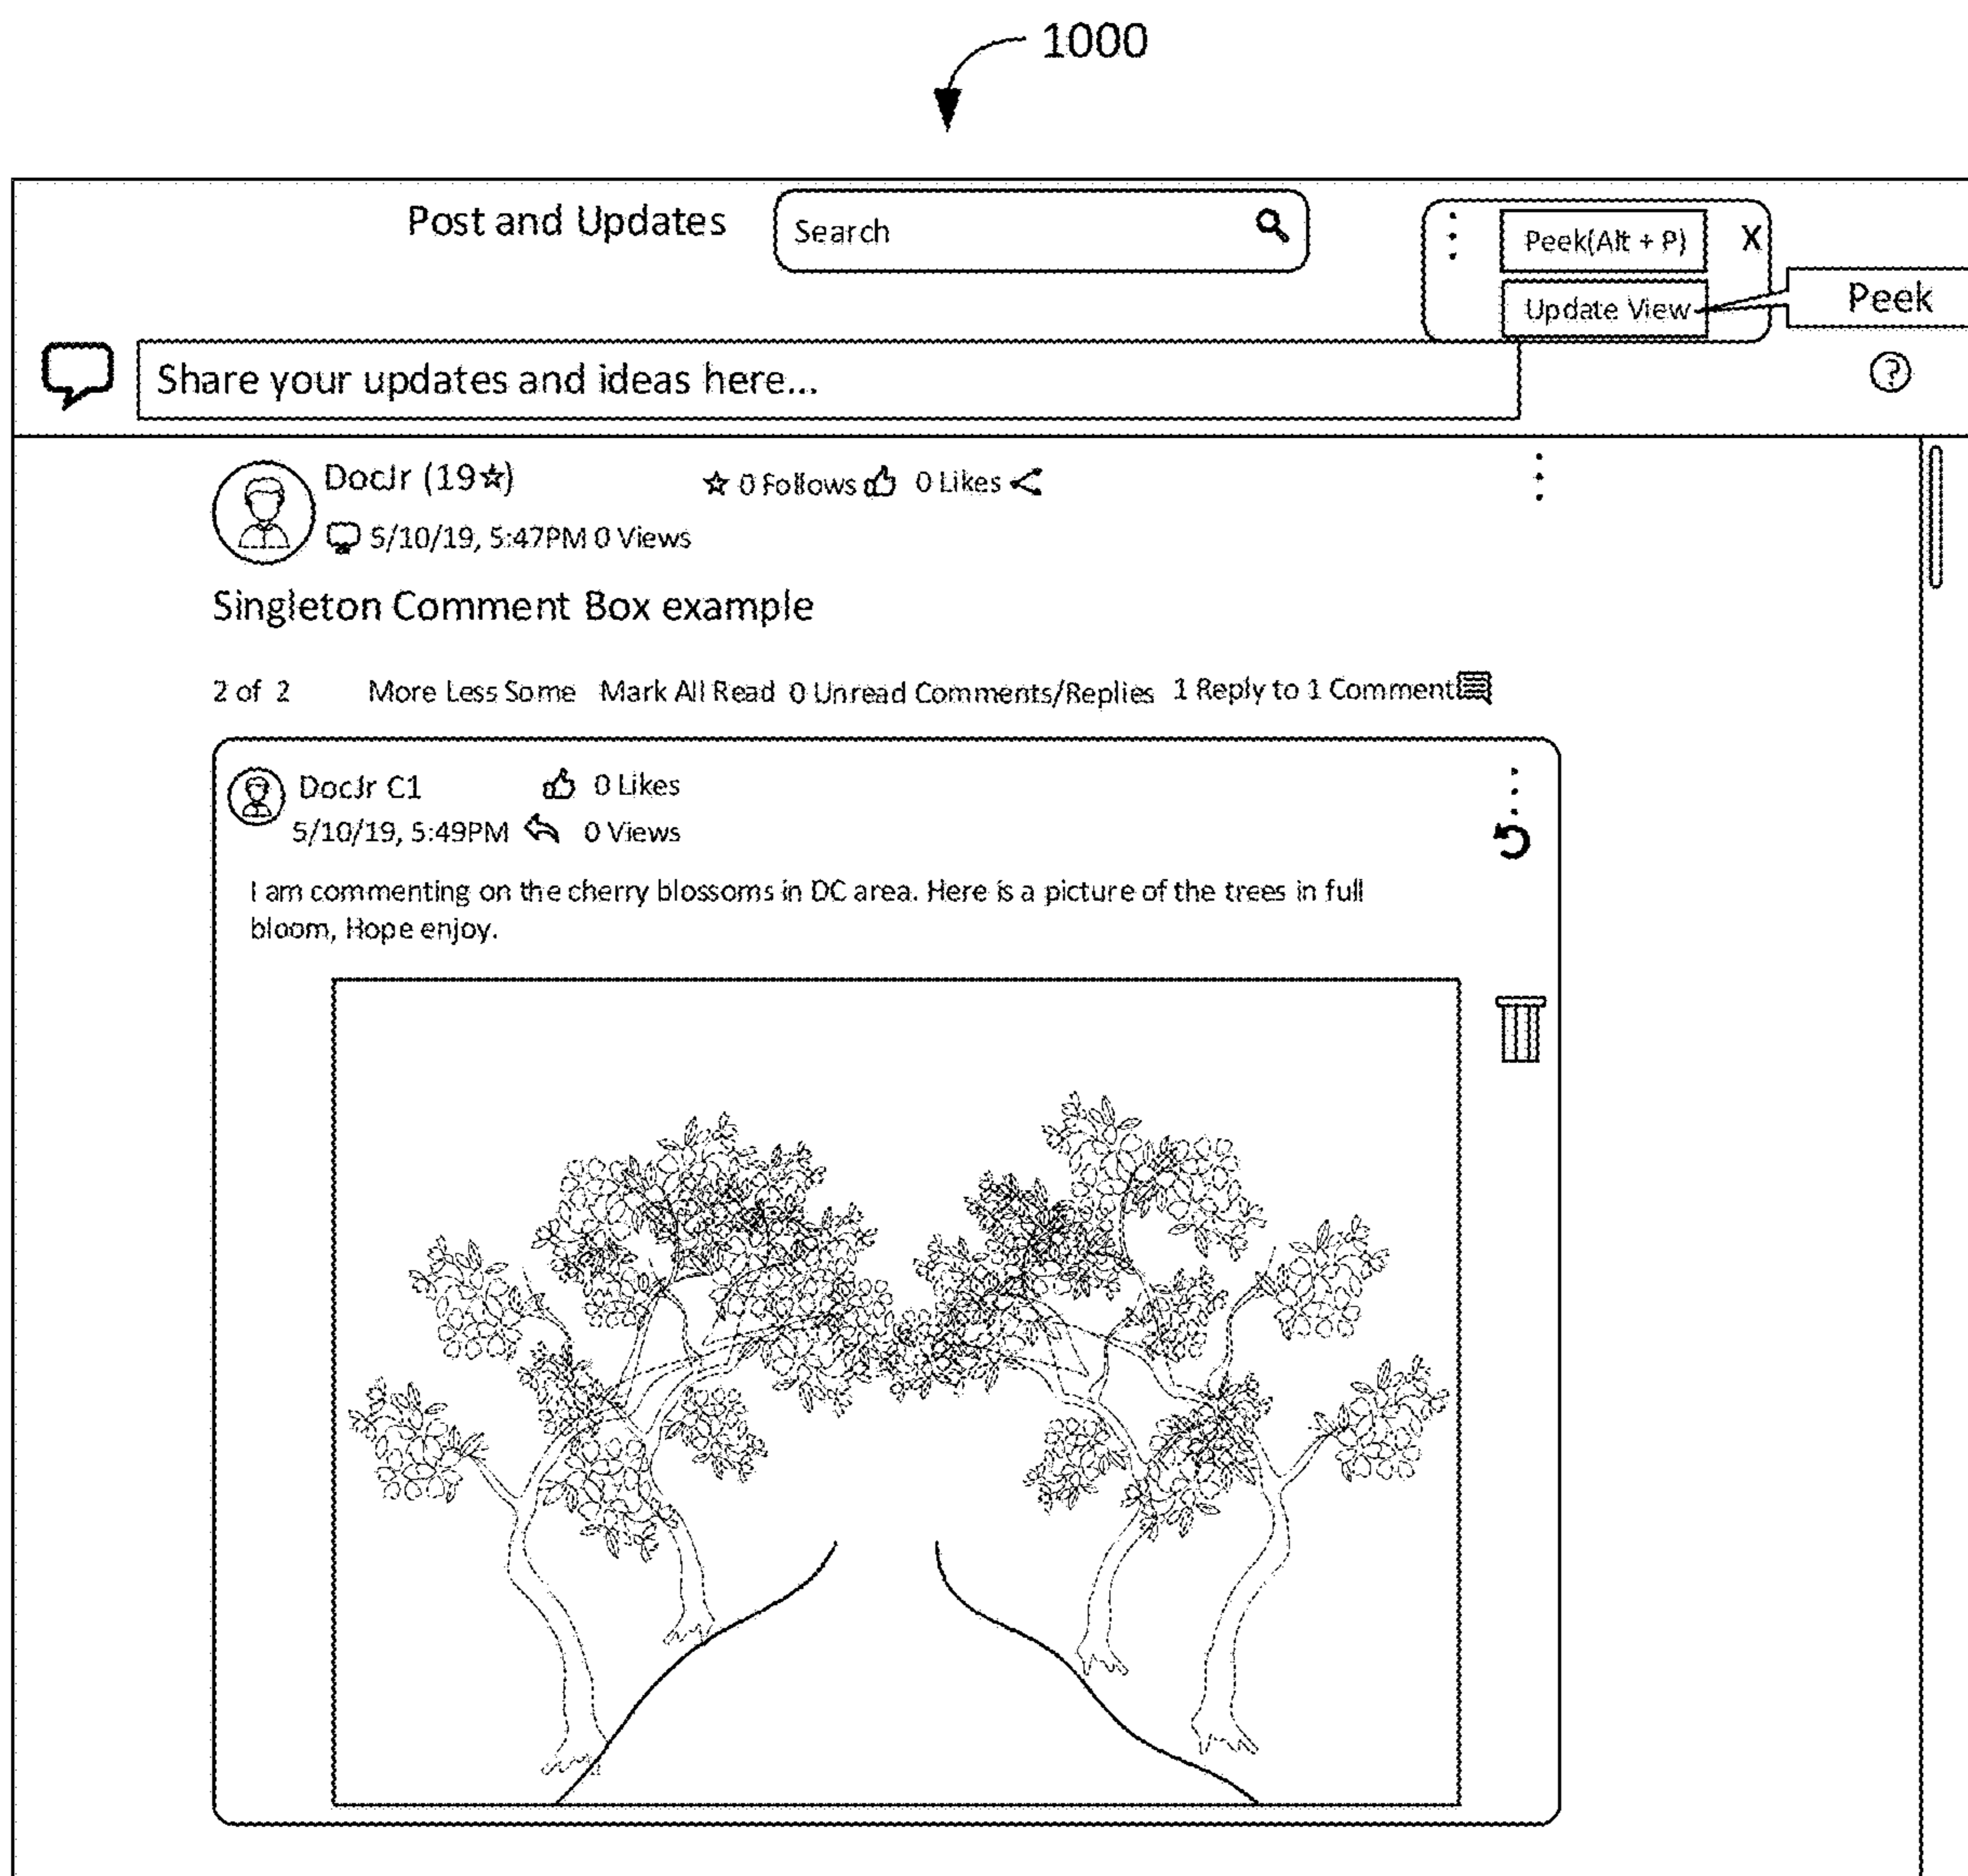 1000
Post and Updates
Search
Peek(Alt + P)
X
Update View
Peek
Share your updates and ideas here...
?
DocJr (19☆)
☆ 0 Follows 0 Likes
5/10/19, 5:47PM 0 Views
Singleton Comment Box example
2 of 2 More Less Some Mark All Read 0 Unread Comments/Replies 1 Reply to 1 Comment
DocJr C1 0 Likes
5/10/19, 5:49PM 0 Views
I am commenting on the cherry blossoms in DC area. Here is a picture of the trees in full
bloom, Hope enjoy.